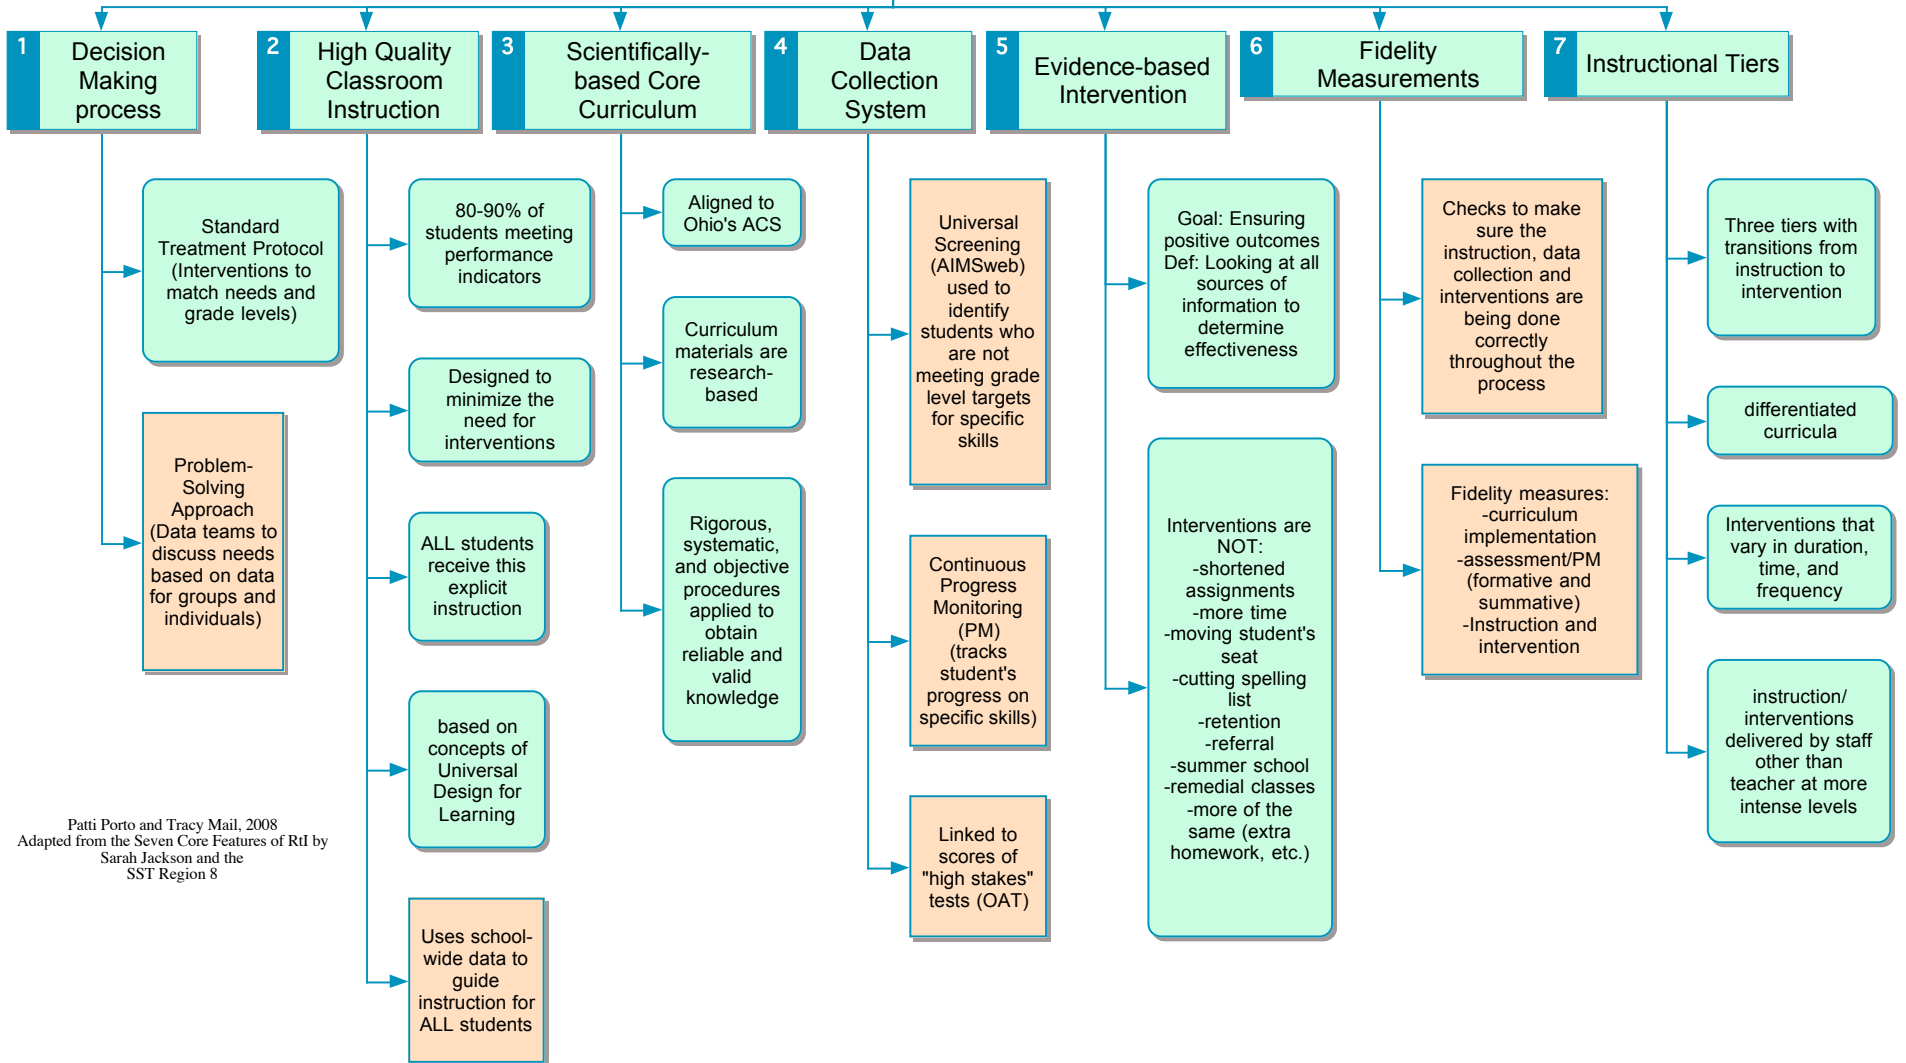 1
Decision
Making
process
2
High Quality
Classroom
Instruction
3
Scientifically-
based Core
Curriculum
4
Data
Collection
System
5
Evidence-based
Intervention
6
Fidelity
Measurements
7
Instructional Tiers
Standard
Treatment Protocol
(Interventions to
match needs and
grade levels)
Problem-
Solving
Approach
(Data teams to
discuss needs
based on data
for groups and
individuals)
80-90% of
students meeting
performance
indicators
Designed to
minimize the
need for
interventions
ALL students
receive this
explicit
instruction
based on
concepts of
Universal
Design for
Learning
Uses school-
wide data to
guide
instruction for
ALL students
Aligned to
Ohio's ACS
Curriculum
materials are
research-
based
Rigorous,
systematic,
and objective
procedures
applied to
obtain
reliable and
valid
knowledge
Universal
Screening
(AIMSweb)
used to
identify
students who
are not
meeting grade
level targets
for specific
skills
Continuous
Progress
Monitoring
(PM)
(tracks
student's
progress on
specific skills)
Linked to
scores of
"high stakes"
tests (OAT)
Goal: Ensuring
positive outcomes
Def: Looking at all
sources of
information to
determine
effectiveness
Interventions are
NOT:
-shortened
assignments
-more time
-moving student's
seat
-cutting spelling
list
-retention
-referral
-summer school
-remedial classes
-more of the
same (extra
homework, etc.)
Checks to make
sure the
instruction, data
collection and
interventions are
being done
correctly
throughout the
process
Fidelity measures:
-curriculum
implementation
-assessment/PM
(formative and
summative)
-Instruction and
intervention
Three tiers with
transitions from
instruction to
intervention
differentiated
curricula
Interventions that
vary in duration,
time, and
frequency
instruction/
interventions
delivered by staff
other than
teacher at more
intense levels
Patti Porto and Tracy Mail, 2008
Adapted from the Seven Core Features of RtI by
Sarah Jackson and the
SST Region 8